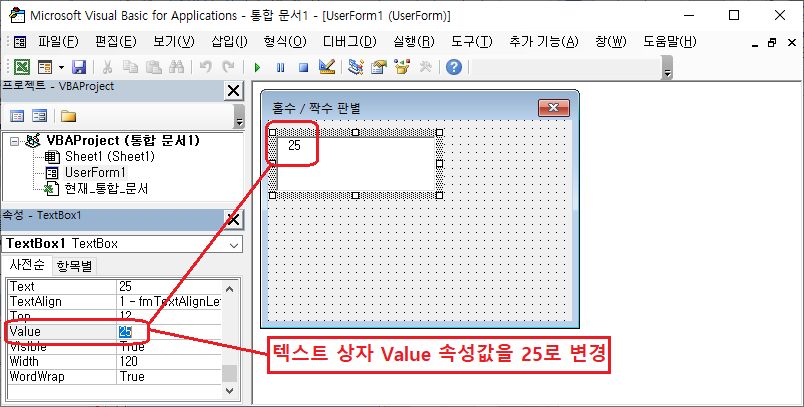 Microsoft Visual Basic for Applications - 통합 문서1 - [UserForm1 (UserForm)]
파일(F) 편집(E) 보기(V) 삽입(I) 형식(O) 디버그(D) 실행(R) 도구(T) 추가 기능(A) 창(W) 도움말(H)
프로젝트 - VBAProject
VBAProject (통합 문서1)
Sheet1 (Sheet1)
UserForm1
현재_통합_문서
속성 - TextBox1
TextBox1 TextBox
사전순 항목별
Text 25
TextAlign 1 - fmTextAlignLe
Top 12
Value 25
Visible True
Width 120
WordWrap True
홀수 / 짝수 판별
25
텍스트 상자 Value 속성값을 25로 변경